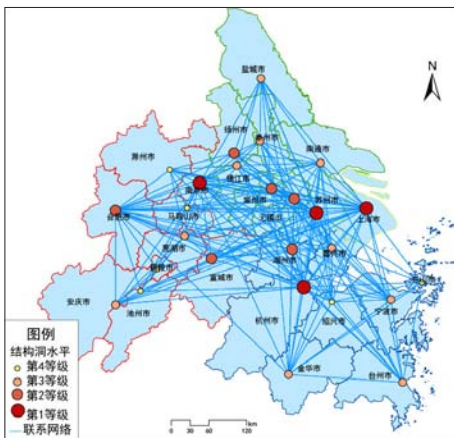 盐城市
N
扬州市
泰州市
滁州市
南通市
镇江市
南京市
常州市
苏州市
合肥市
马鞍山市
无锡市
上海市
芜湖市
嘉兴市
铜陵市
湖州市
宣城市
安庆市
池州市
舟山市
宁波市
杭州市
绍兴市
金华市
台州市
图例
结构洞水平
第4等级
第3等级
第2等级
第1等级
联系网络
0 30 60 120
km